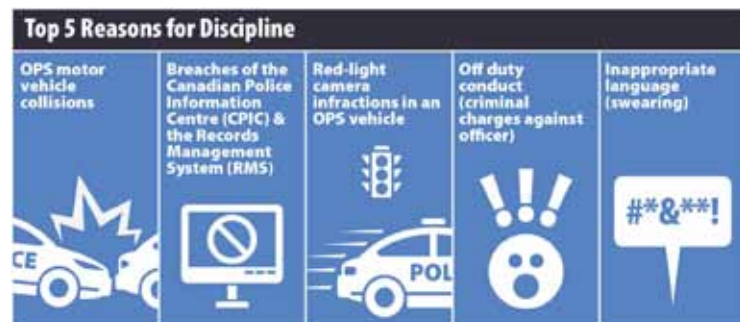 Top 5 Reasons for Discipline
OPS motor
vehicle
collisions
Breaches of the
Canadian Police
Information
Centre (CPIC) &
the Records
Management
System (RMS)
Red-light
camera
infractions in an
OPS vehicle
Off duty
conduct
(criminal
charges against
officer)
Inappropriate
language
(swearing)
CE
POL
!!!
#*&**!